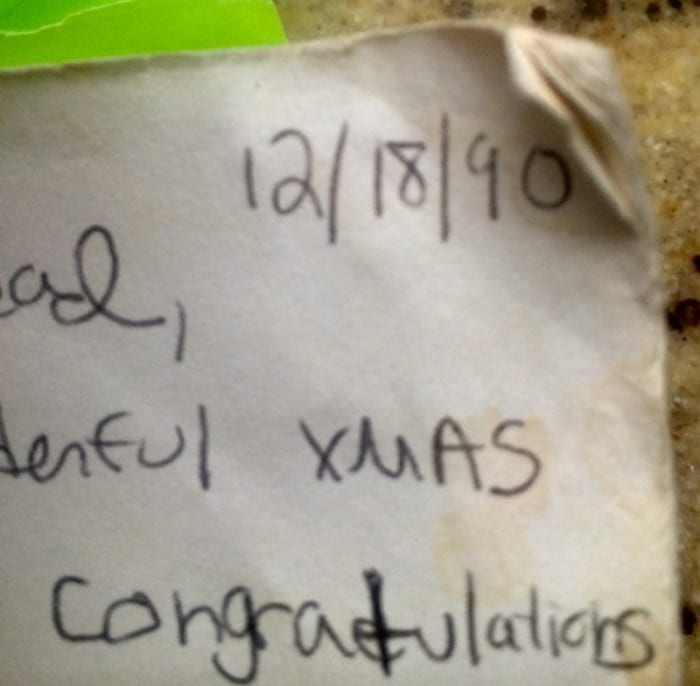 12/18/90
ad,
derful XMAS
Congratulations